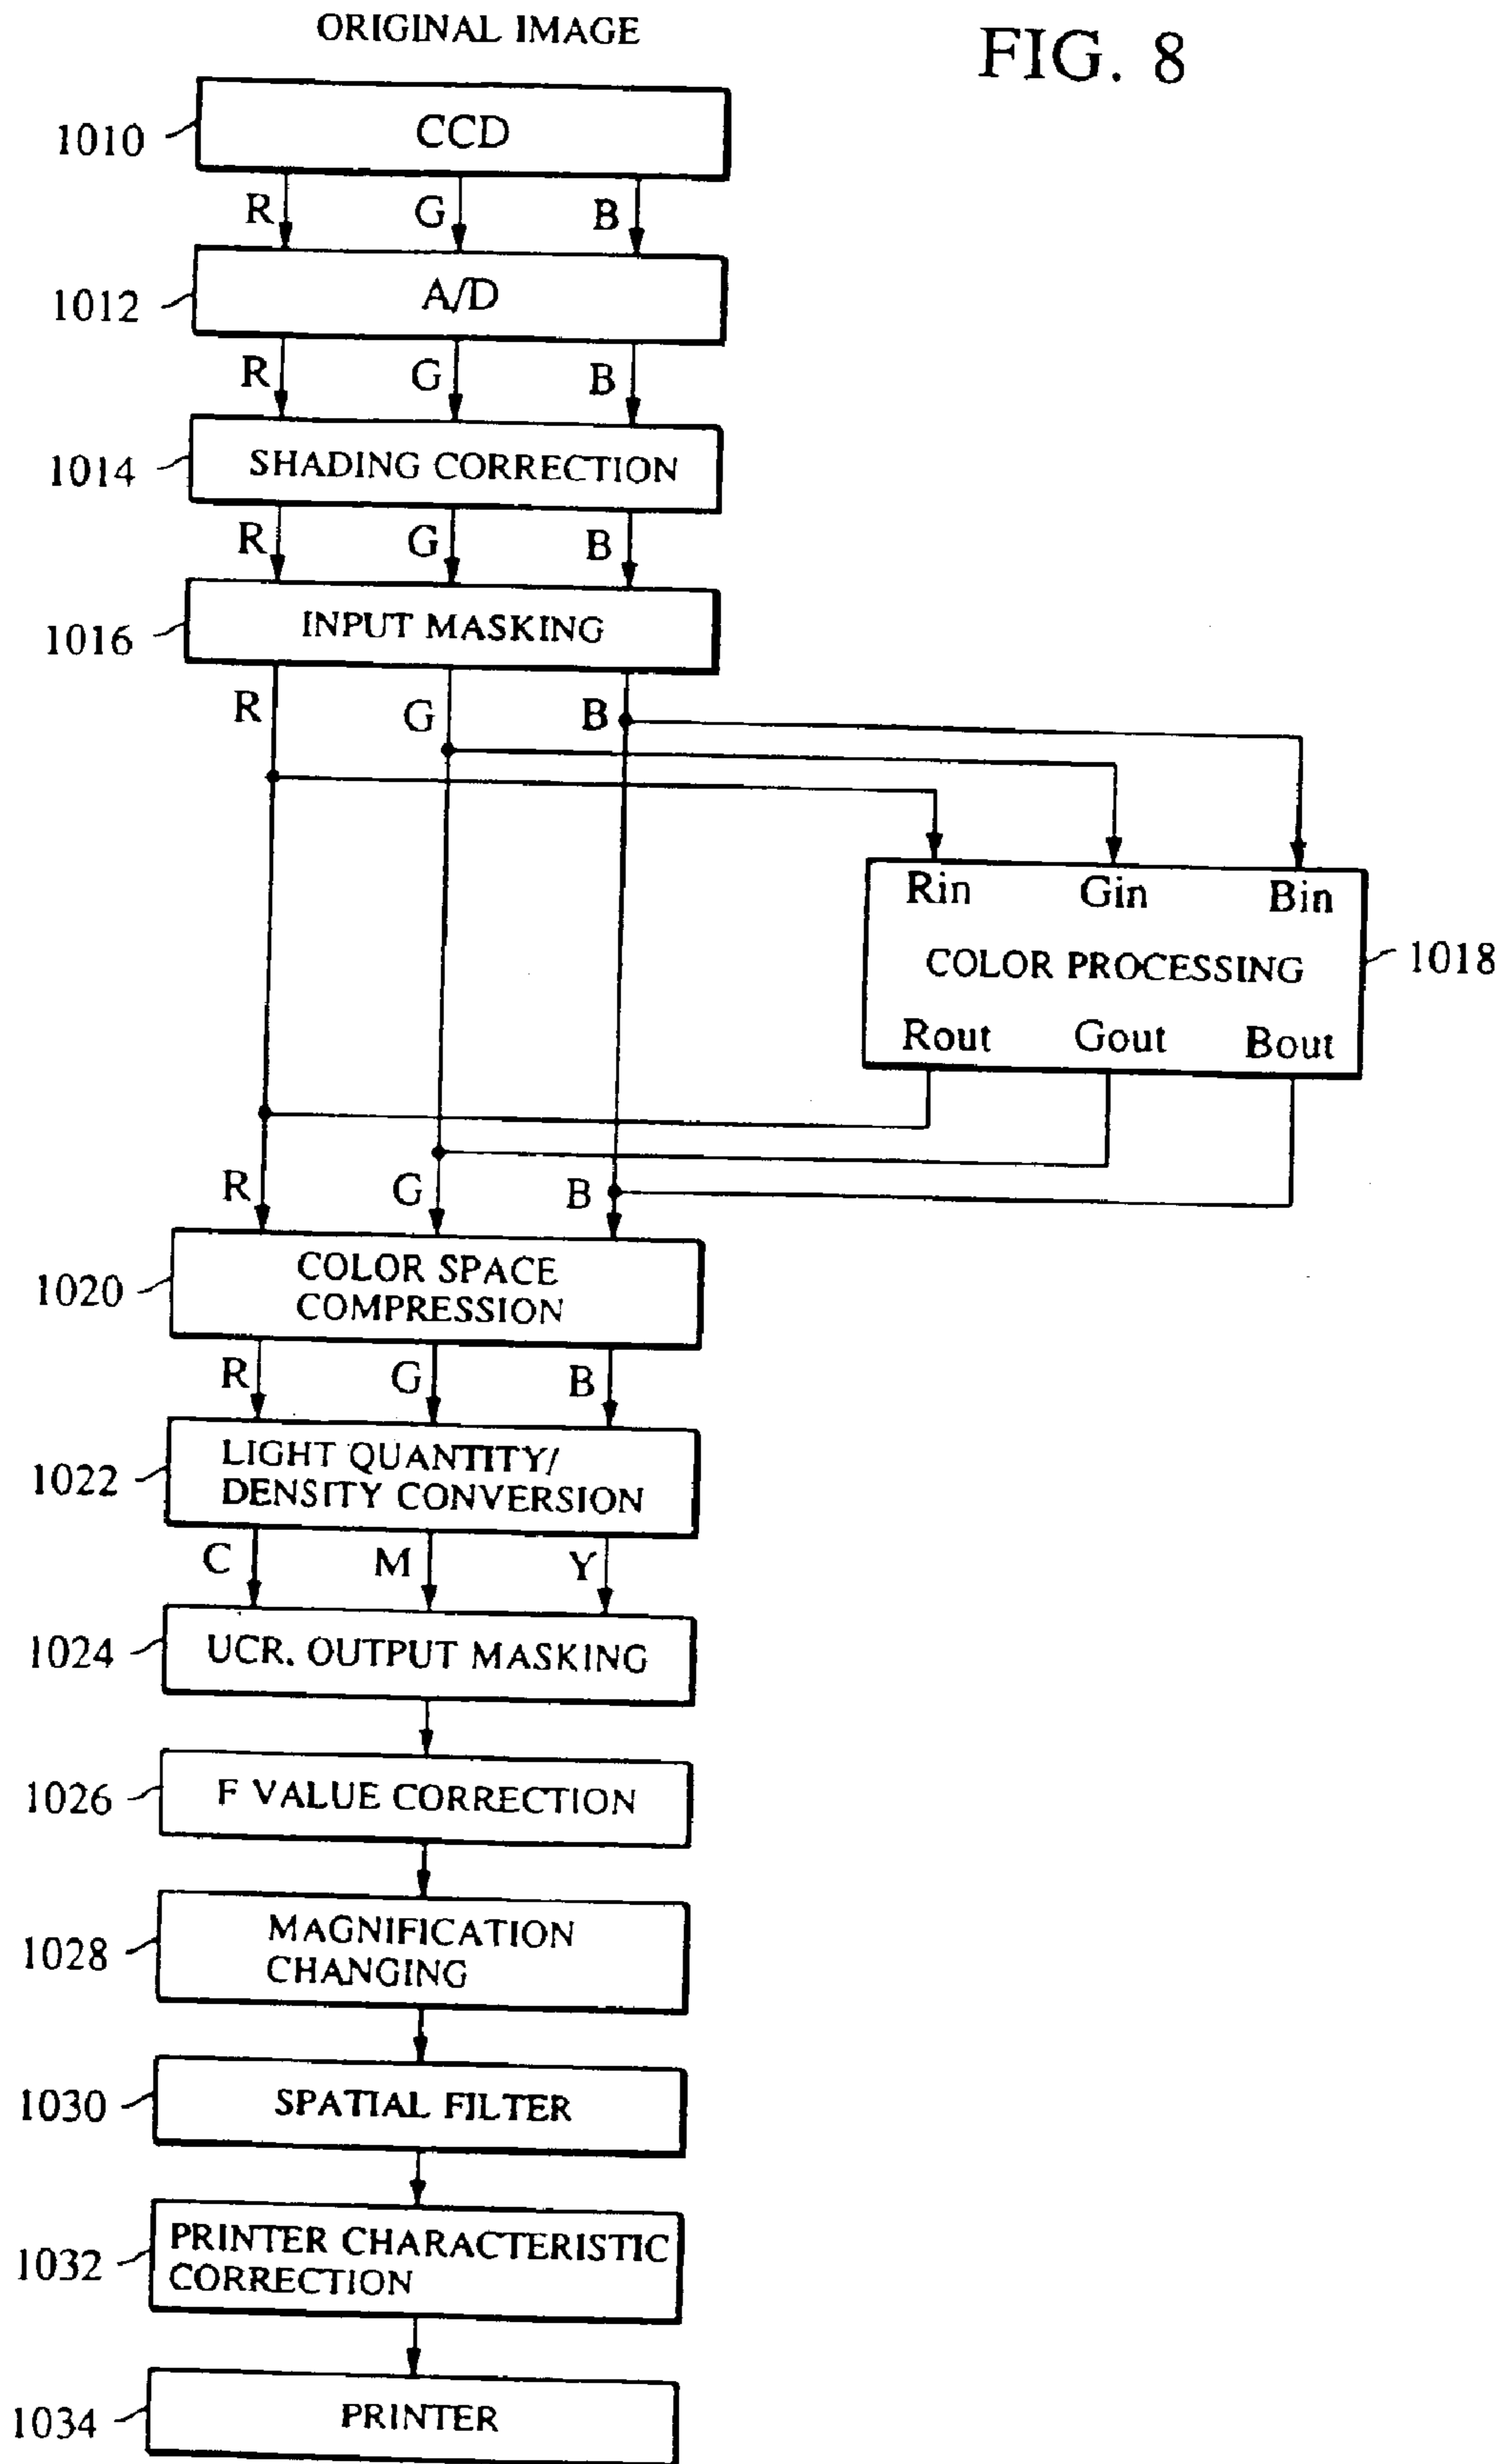 ORIGINAL IMAGE
FIG. 8
1010
CCD
R G B
1012
A/D
R G B
1014
SHADING CORRECTION
R G B
1016
INPUT MASKING
R G B
Rin Gin Bin
COLOR PROCESSING
1018
Rout Gout Bout
R G B
1020
COLOR SPACE
COMPRESSION
R G B
1022
LIGHT QUANTITY/
DENSITY CONVERSION
C M Y
1024
UCR. OUTPUT MASKING
1026
F VALUE CORRECTION
1028
MAGNIFICATION
CHANGING
1030
SPATIAL FILTER
1032
PRINTER CHARACTERISTIC
CORRECTION
1034
PRINTER